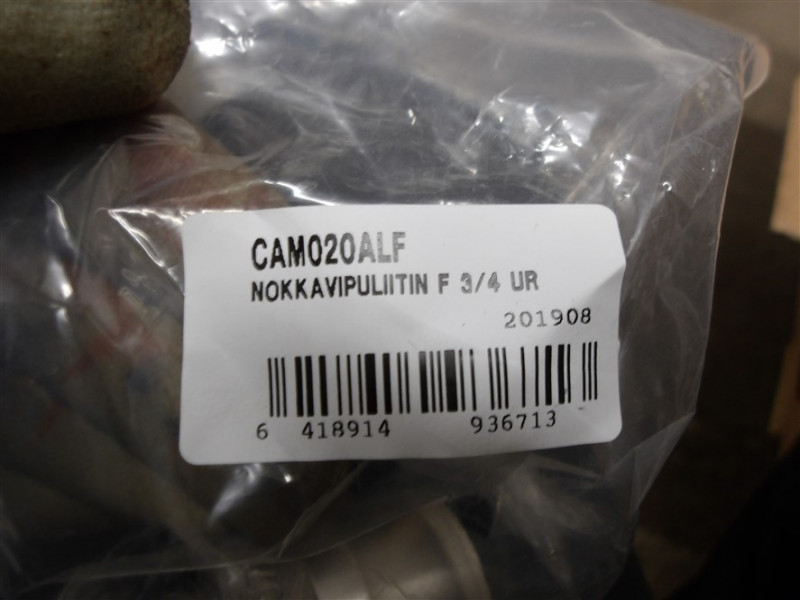 CAM020ALF
NOKKAVIPULIITIN F 3/4 UR
201908
6 418914 936713